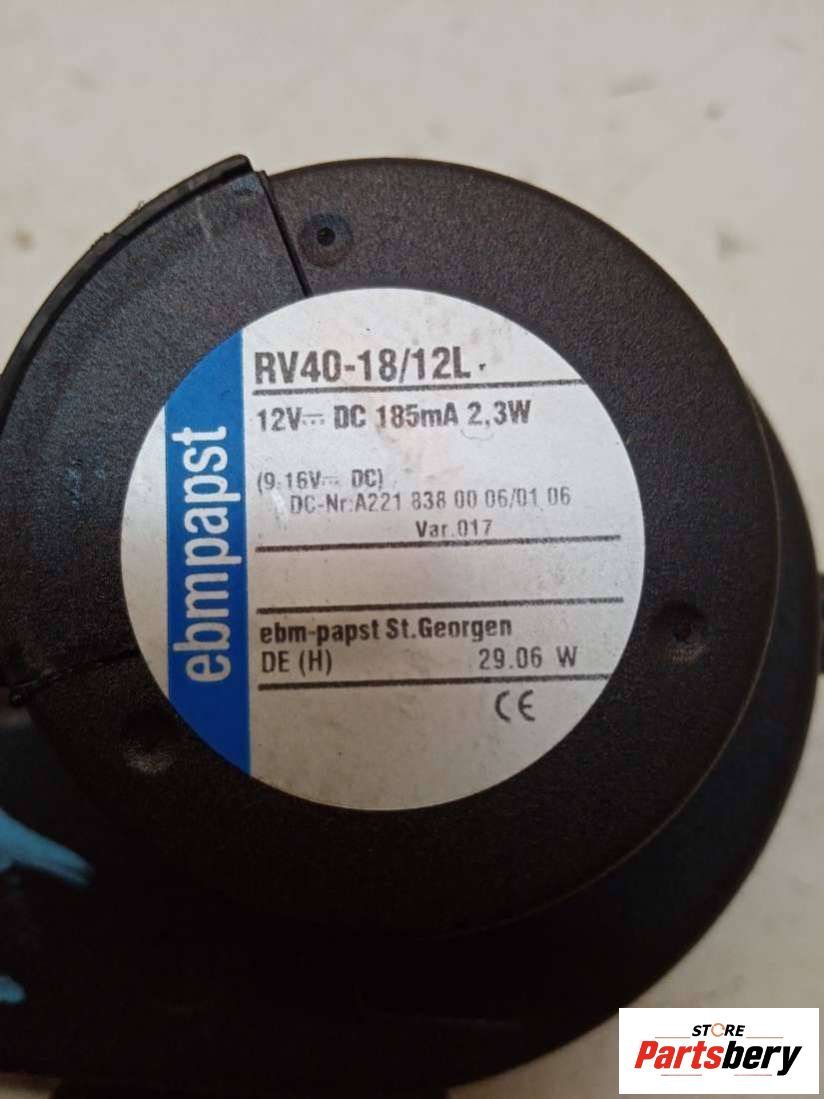 RV40-18/12L.
12V⎓ DC 185mA 2,3W
(9-16V⎓ DC)
DC-Nr:A221 838 00 06/01 06
Var.017
ebmpapst
ebm-papst St.Georgen
DE (H) 29.06 W
CE
STORE
Partsbery